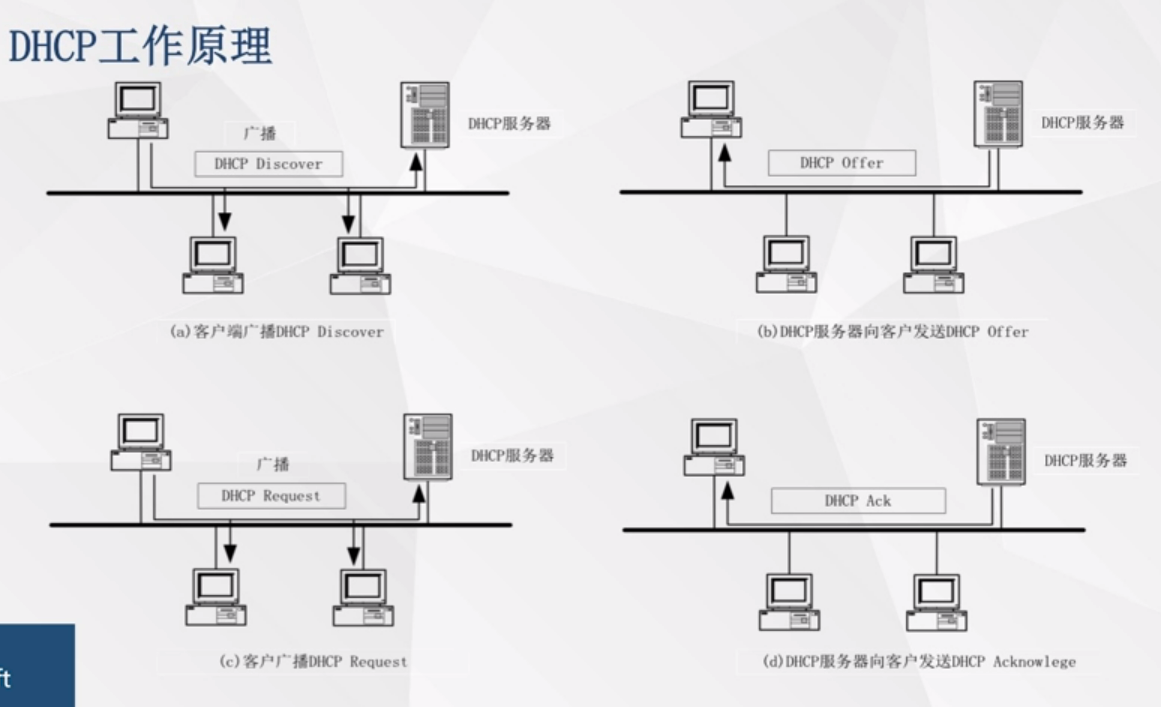 DHCP工作原理
广播
DHCP Discover
DHCP服务器
(a)客户端广播DHCP Discover
DHCP Offer
DHCP服务器
(b)DHCP服务器向客户发送DHCP Offer
广播
DHCP Request
DHCP服务器
(c)客户广播DHCP Request
DHCP Ack
DHCP服务器
(d)DHCP服务器向客户发送DHCP Acknowlege
ft